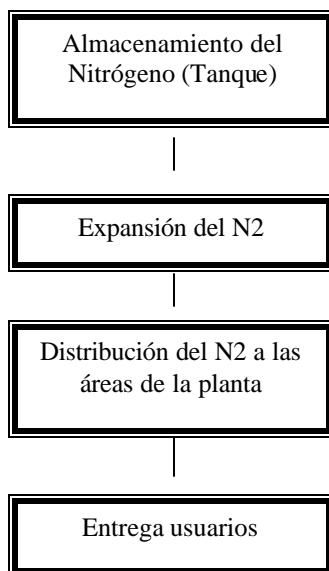 Almacenamiento del
Nitrógeno (Tanque)
Expansión del N2
Distribución del N2 a las
áreas de la planta
Entrega usuarios